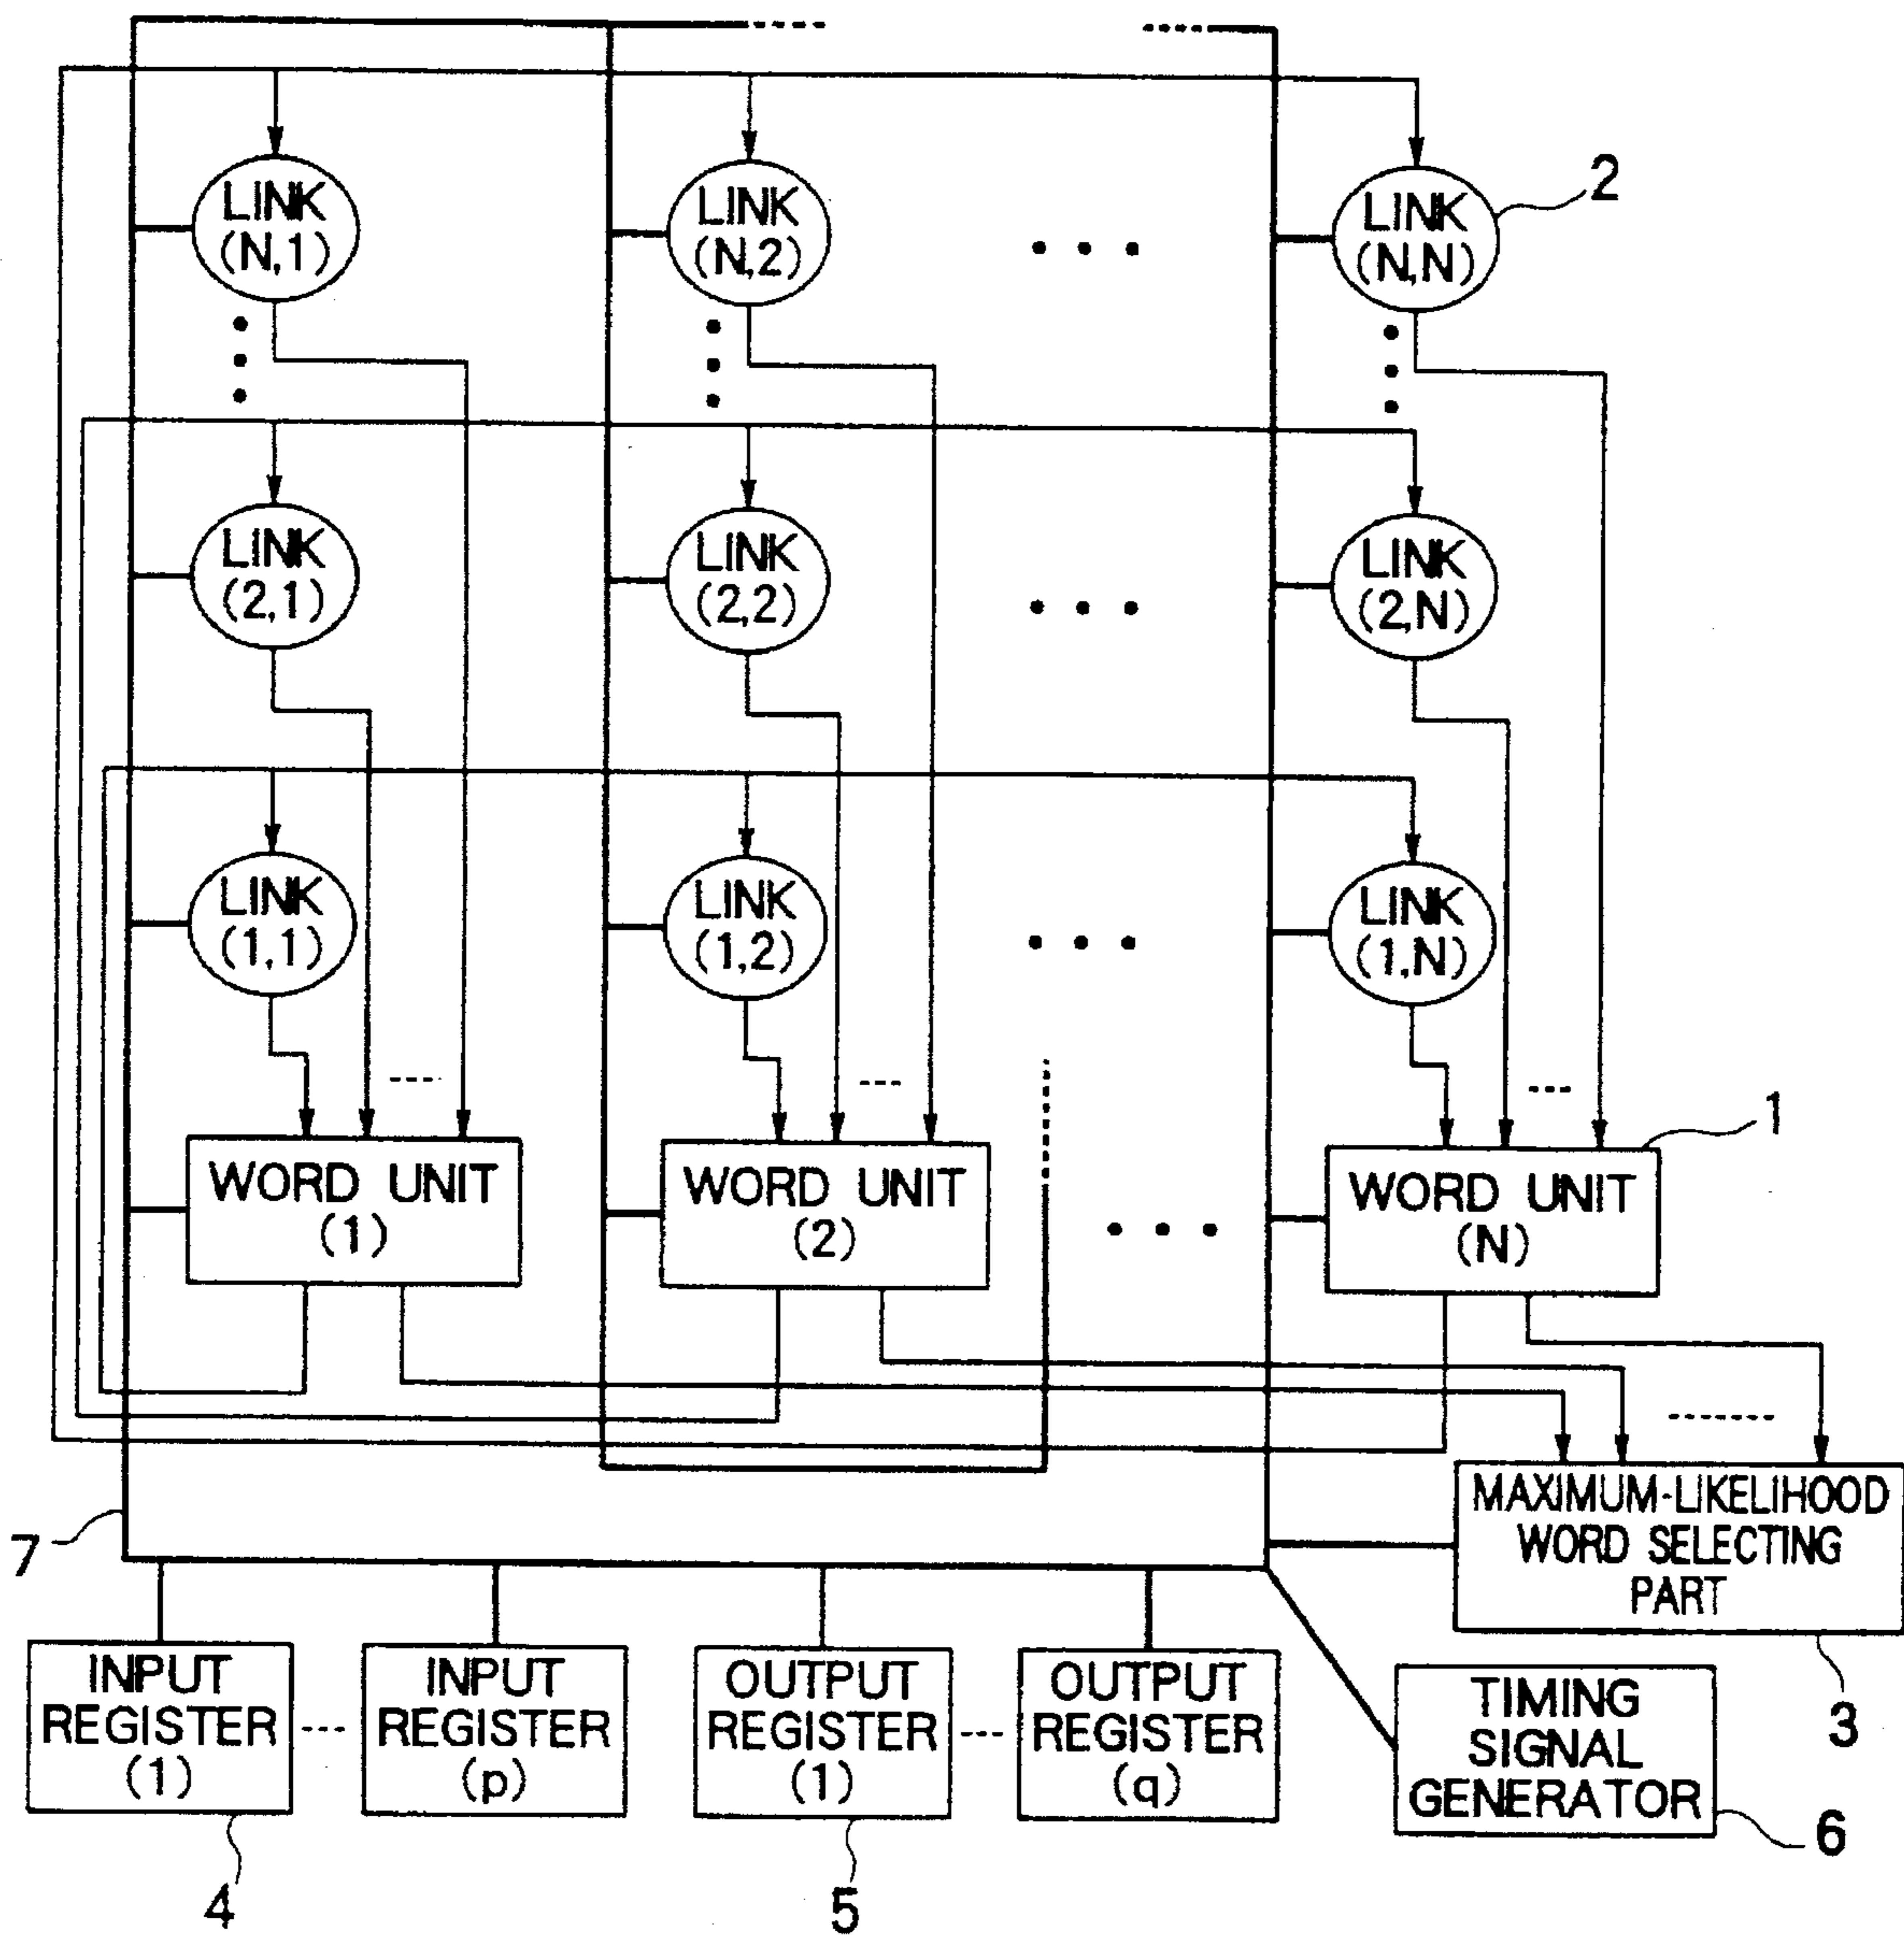 LINK
(N,1)
LINK
(N,2)
LINK
(N,N)
2
LINK
(2,1)
LINK
(2,2)
LINK
(2,N)
LINK
(1,1)
LINK
(1,2)
LINK
(1,N)
1
WORD UNIT
(1)
WORD UNIT
(2)
WORD UNIT
(N)
7
MAXIMUM-LIKELIHOOD
WORD SELECTING
PART
3
INPUT
REGISTER
(1)
INPUT
REGISTER
(p)
OUTPUT
REGISTER
(1)
OUTPUT
REGISTER
(q)
TIMING
SIGNAL
GENERATOR
6
4
5